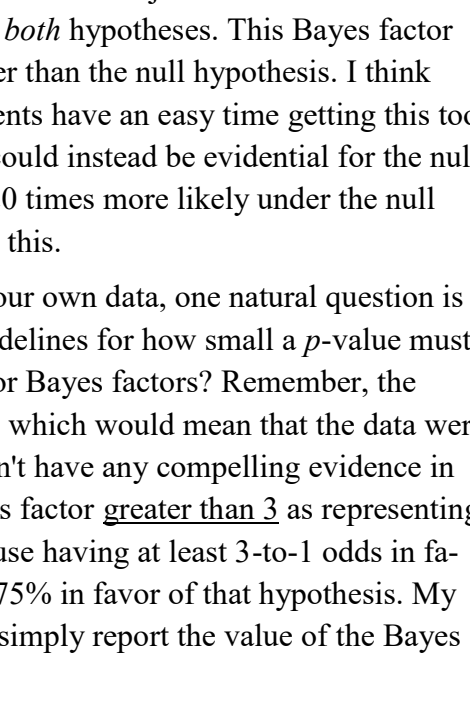 both hypotheses. This Bayes factor
er than the null hypothesis. I think
ents have an easy time getting this too
ould instead be evidential for the nul
0 times more likely under the null
this.
our own data, one natural question is
delines for how small a p-value must
or Bayes factors? Remember, the
which would mean that the data wer
n't have any compelling evidence in
s factor greater than 3 as representing
use having at least 3-to-1 odds in fa-
75% in favor of that hypothesis. My
simply report the value of the Bayes